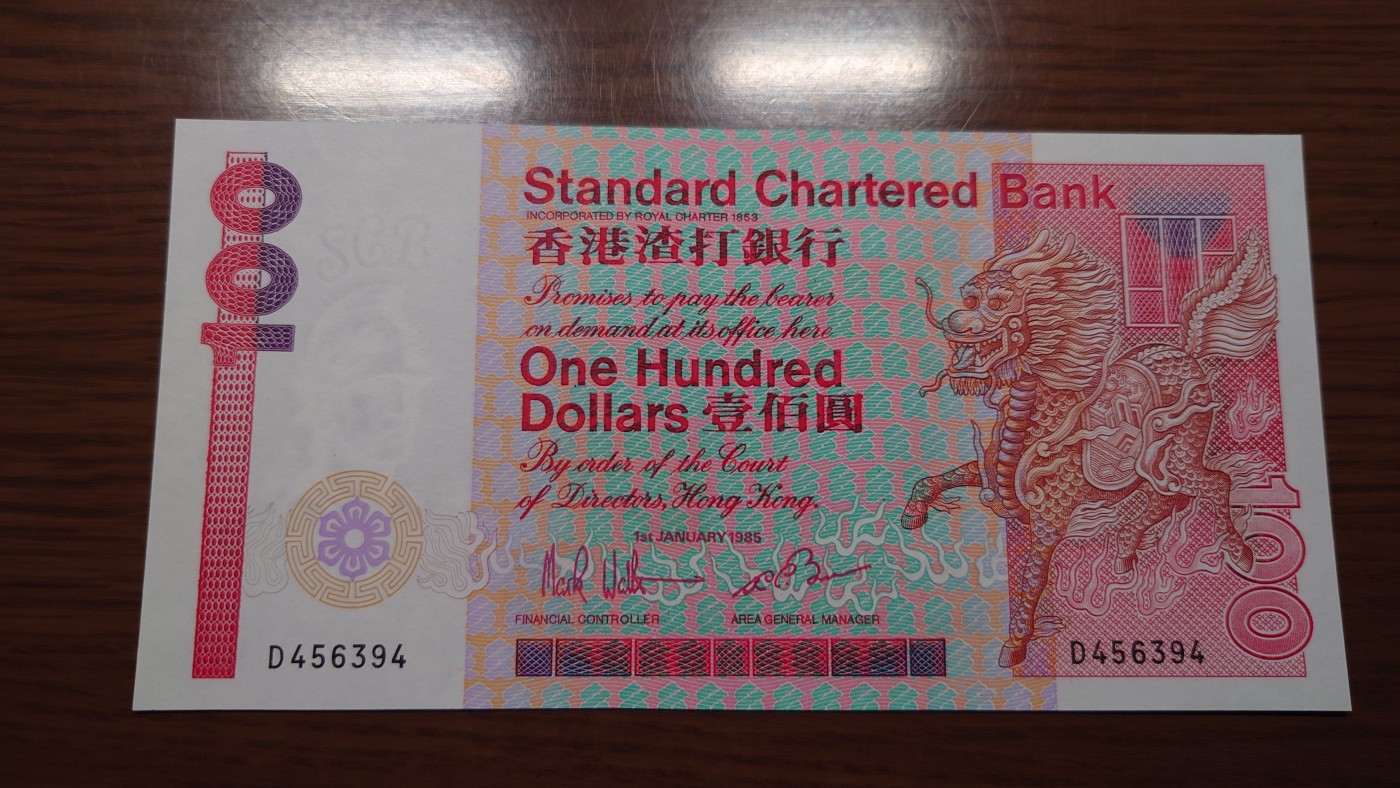 100
Standard Chartered Bank
INCORPORATED BY ROYAL CHARTER 1853
香港渣打銀行
Promises to pay the bearer
on demand at its office here
One Hundred
Dollars 壹佰圓
By order of the Court
of Directors, Hong Kong.
1st JANUARY 1985
FINANCIAL CONTROLLER
AREA GENERAL MANAGER
D456394
D456394
100